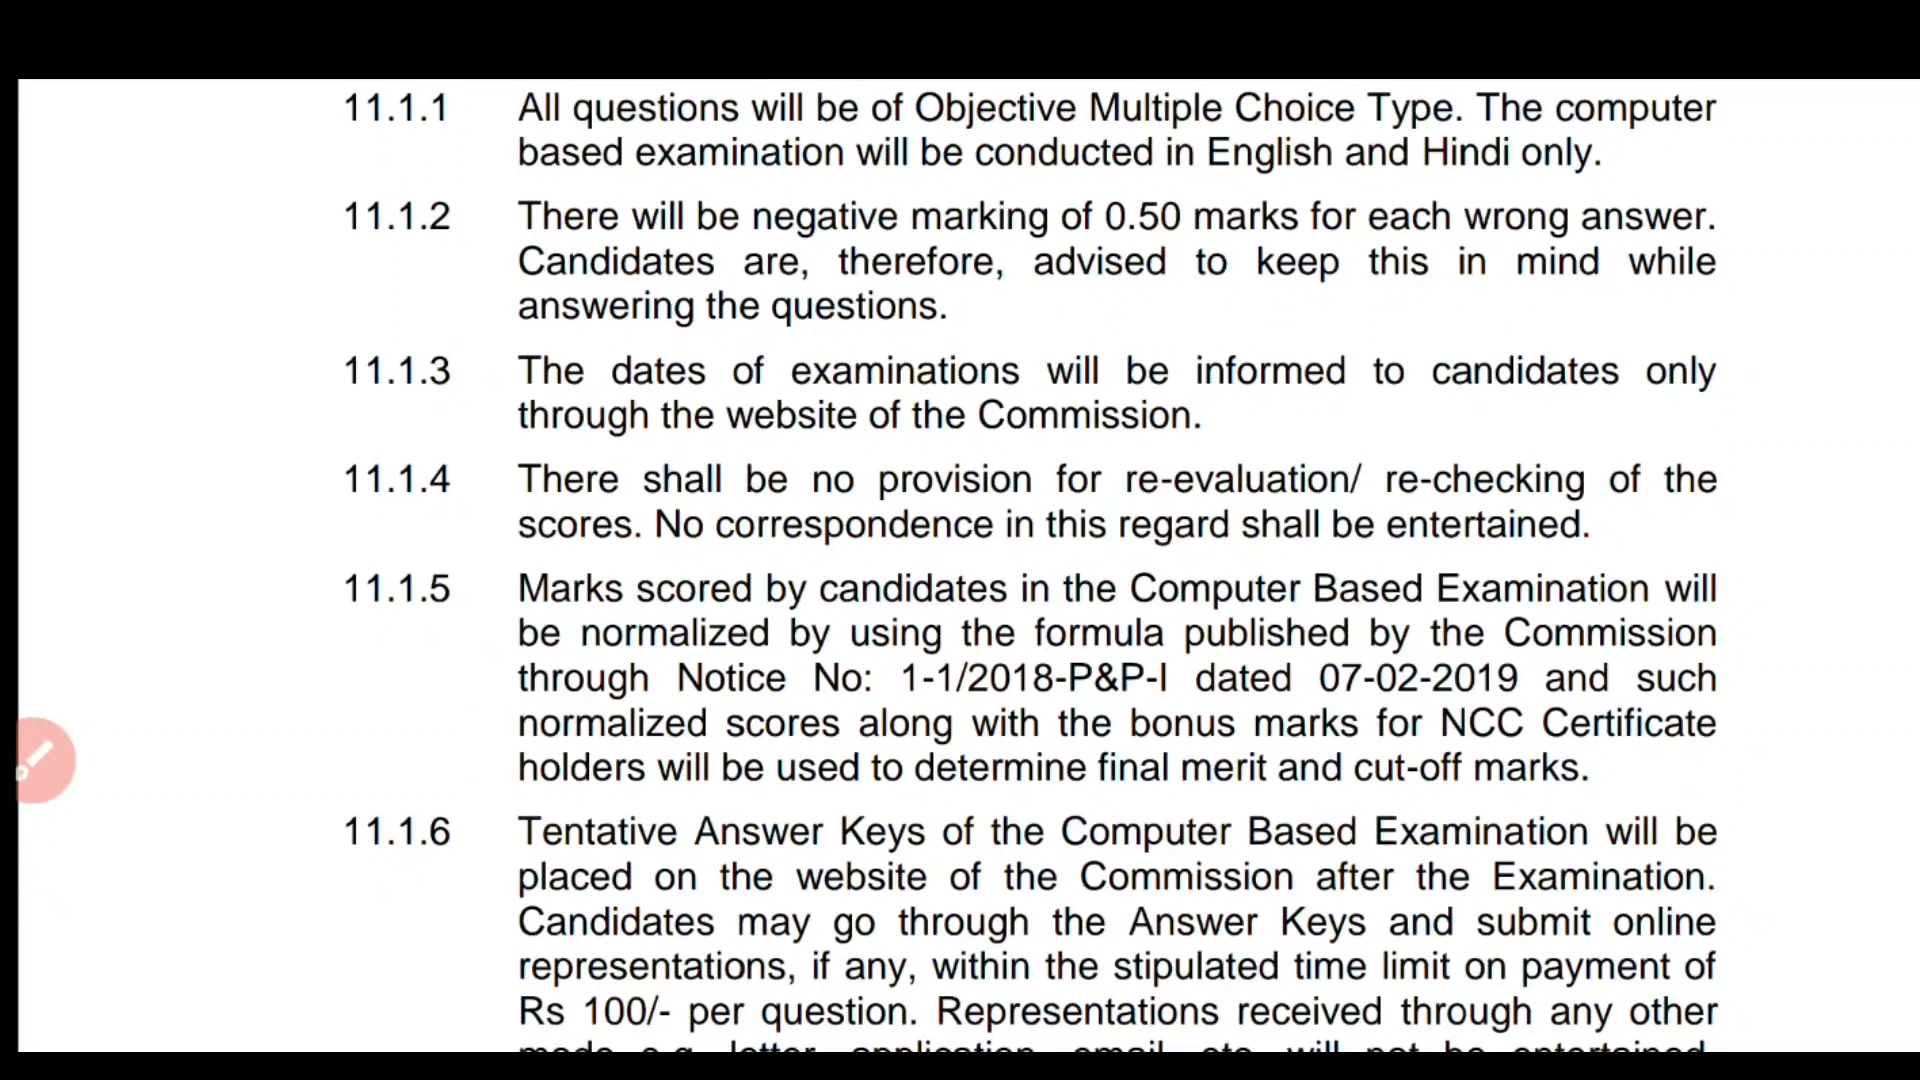 11.1.1 All questions will be of Objective Multiple Choice Type. The computer
based examination will be conducted in English and Hindi only.
11.1.2 There will be negative marking of 0.50 marks for each wrong answer.
Candidates are, therefore, advised to keep this in mind while
answering the questions.
11.1.3 The dates of examinations will be informed to candidates only
through the website of the Commission.
11.1.4 There shall be no provision for re-evaluation/ re-checking of the
scores. No correspondence in this regard shall be entertained.
11.1.5 Marks scored by candidates in the Computer Based Examination will
be normalized by using the formula published by the Commission
through Notice No: 1-1/2018-P&P-I dated 07-02-2019 and such
normalized scores along with the bonus marks for NCC Certificate
holders will be used to determine final merit and cut-off marks.
11.1.6 Tentative Answer Keys of the Computer Based Examination will be
placed on the website of the Commission after the Examination.
Candidates may go through the Answer Keys and submit online
representations, if any, within the stipulated time limit on payment of
Rs 100/- per question. Representations received through any other
mode e.g. letter, application, email, etc. will not be entertained.